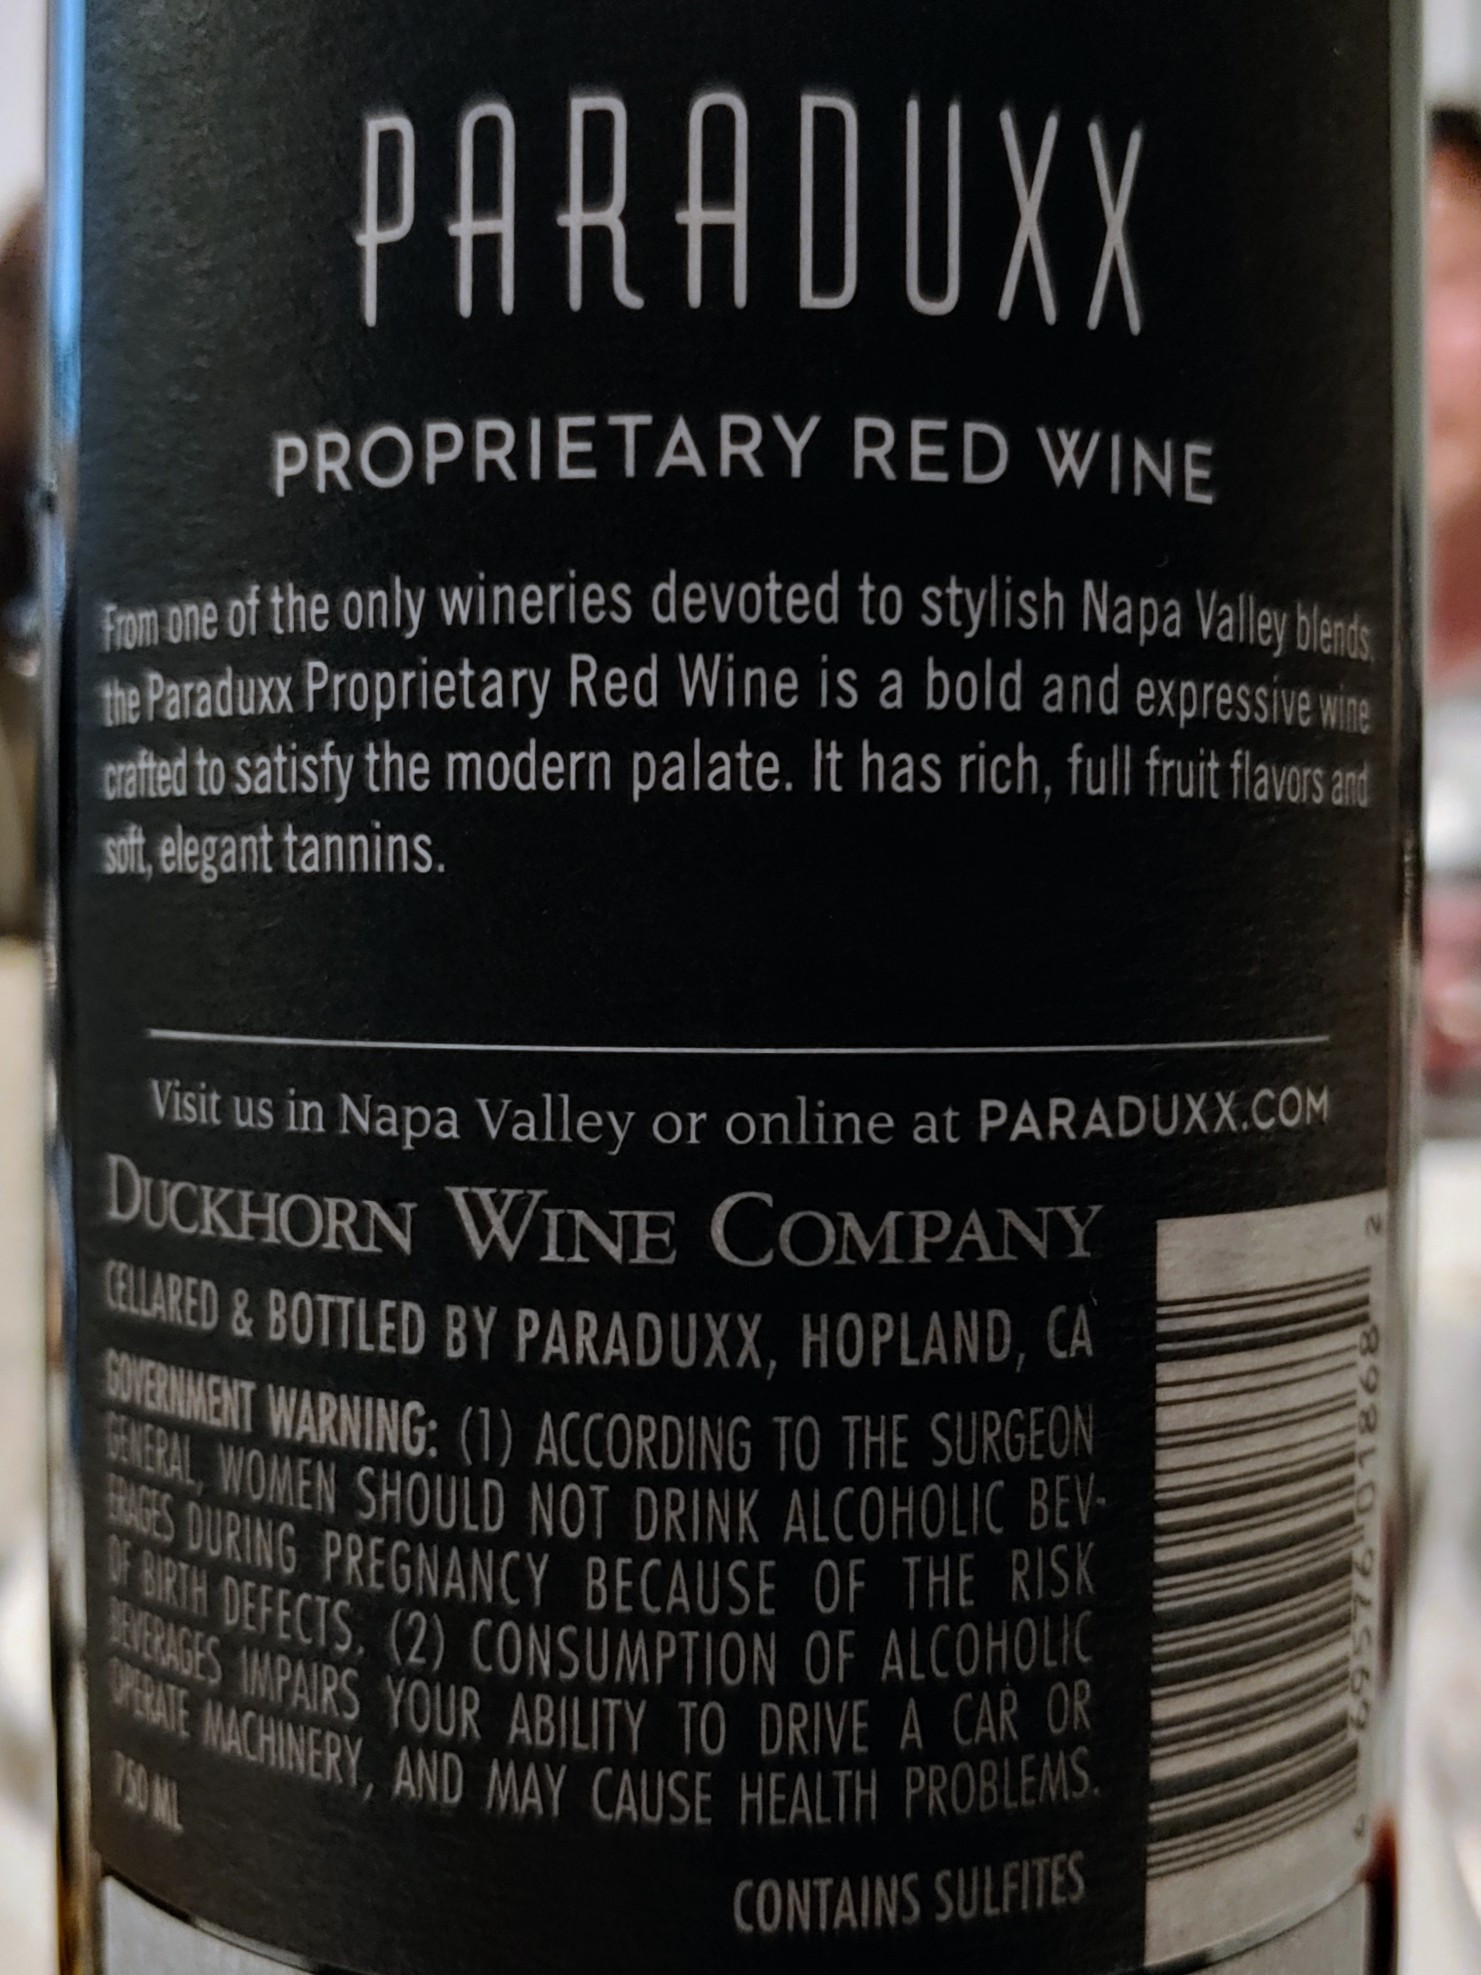 PARADUXX
PROPRIETARY RED WINE
From one of the only wineries devoted to stylish Napa Valley blends,
the Paraduxx Proprietary Red Wine is a bold and expressive wine
crafted to satisfy the modern palate. It has rich, full fruit flavors and
soft, elegant tannins.
Visit us in Napa Valley or online at PARADUXX.COM
DUCKHORN WINE COMPANY
CELLARED & BOTTLED BY PARADUXX, HOPLAND, CA
GOVERNMENT WARNING: (1) ACCORDING TO THE SURGEON
GENERAL, WOMEN SHOULD NOT DRINK ALCOHOLIC BEV-
ERAGES DURING PREGNANCY BECAUSE OF THE RISK
OF BIRTH DEFECTS. (2) CONSUMPTION OF ALCOHOLIC
BEVERAGES IMPAIRS YOUR ABILITY TO DRIVE A CAR OR
OPERATE MACHINERY, AND MAY CAUSE HEALTH PROBLEMS.
750 ML
CONTAINS SULFITES